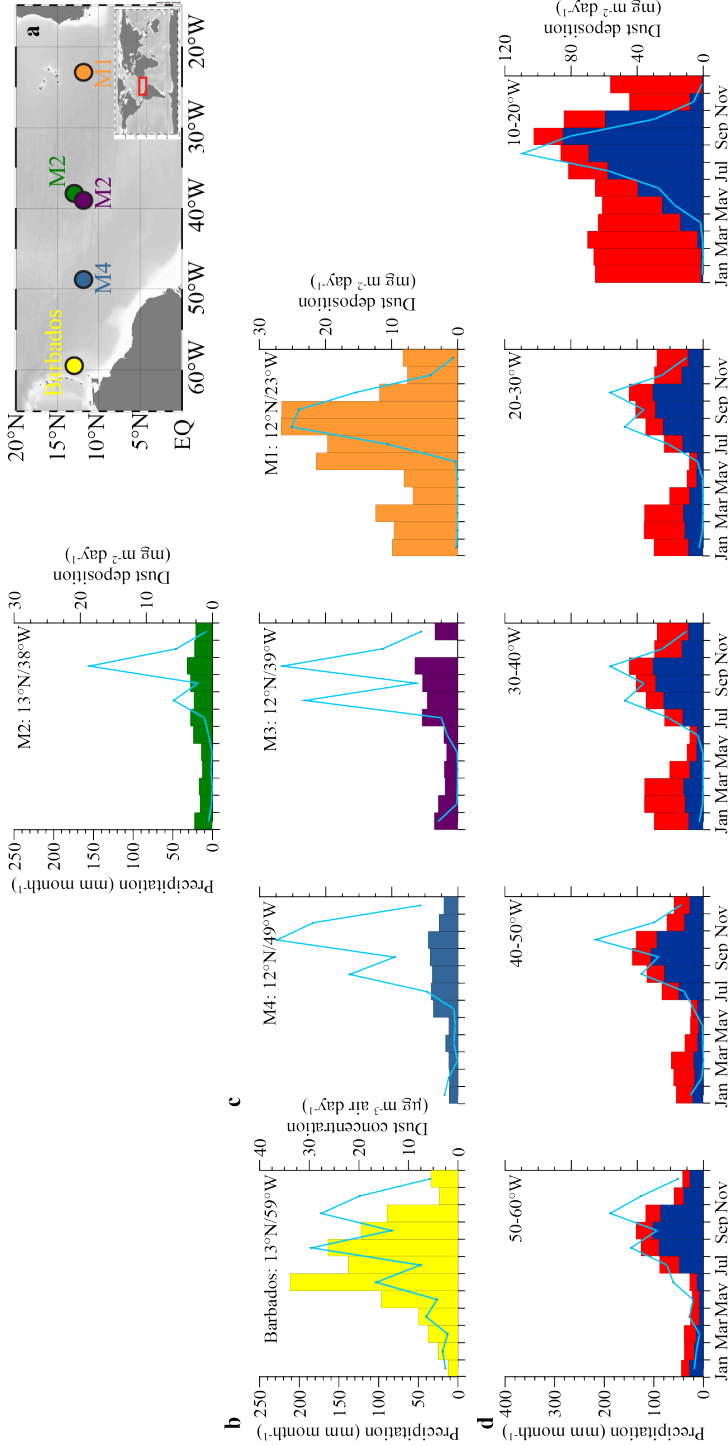 a
20°N
15°N
10°N
5°N
EQ
60°W
50°W
40°W
30°W
20°W
Barbados
M4
M2
M2
M1
M2: 13°N/38°W
Precipitation (mm month⁻¹)
250
200
150
100
50
0
Dust deposition
(mg m⁻² day⁻¹)
30
20
10
0
b
Barbados: 13°N/59°W
Precipitation (mm month⁻¹)
250
200
150
100
50
0
Dust concentration
(µg m⁻³ air day⁻¹)
40
30
20
10
0
c
M4: 12°N/49°W
M3: 12°N/39°W
M1: 12°N/23°W
Dust deposition
(mg m⁻² day⁻¹)
30
20
10
0
d
Precipitation (mm month⁻¹)
400
300
200
100
0
50-60°W
Jan Mar May Jul Sep Nov
40-50°W
Jan Mar May Jul Sep Nov
30-40°W
Jan Mar May Jul Sep Nov
20-30°W
Jan Mar May Jul Sep Nov
10-20°W
Jan Mar May Jul Sep Nov
Dust deposition
(mg m⁻² day⁻¹)
120
80
40
0